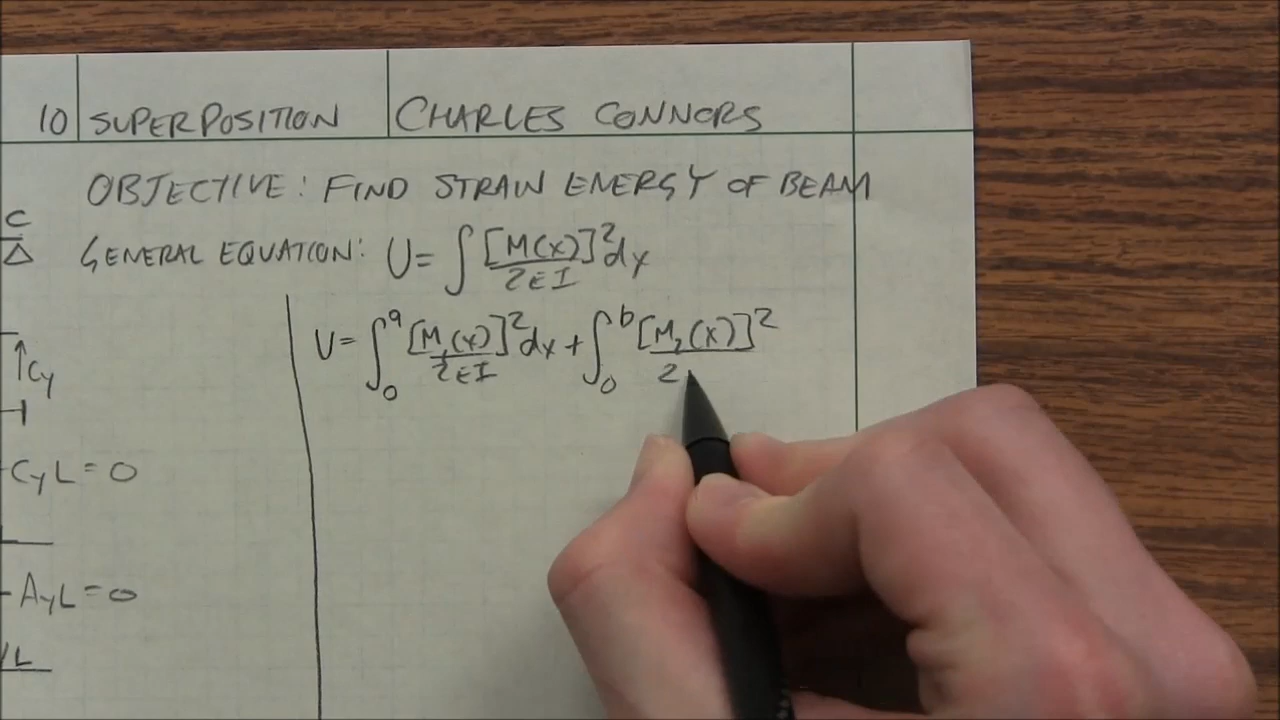 10 SUPERPOSITION CHARLES CONNORS
OBJECTIVE: FIND STRAIN ENERGY OF BEAM
C
GENERAL EQUATION: U = ∫ [M(x)]² / 2EI dx
U = ∫₀ᵃ [M₁(x)]² / 2EI dx + ∫₀ᵇ [M₂(x)]² / 2
Cy
CyL = 0
- AyL = 0
/L